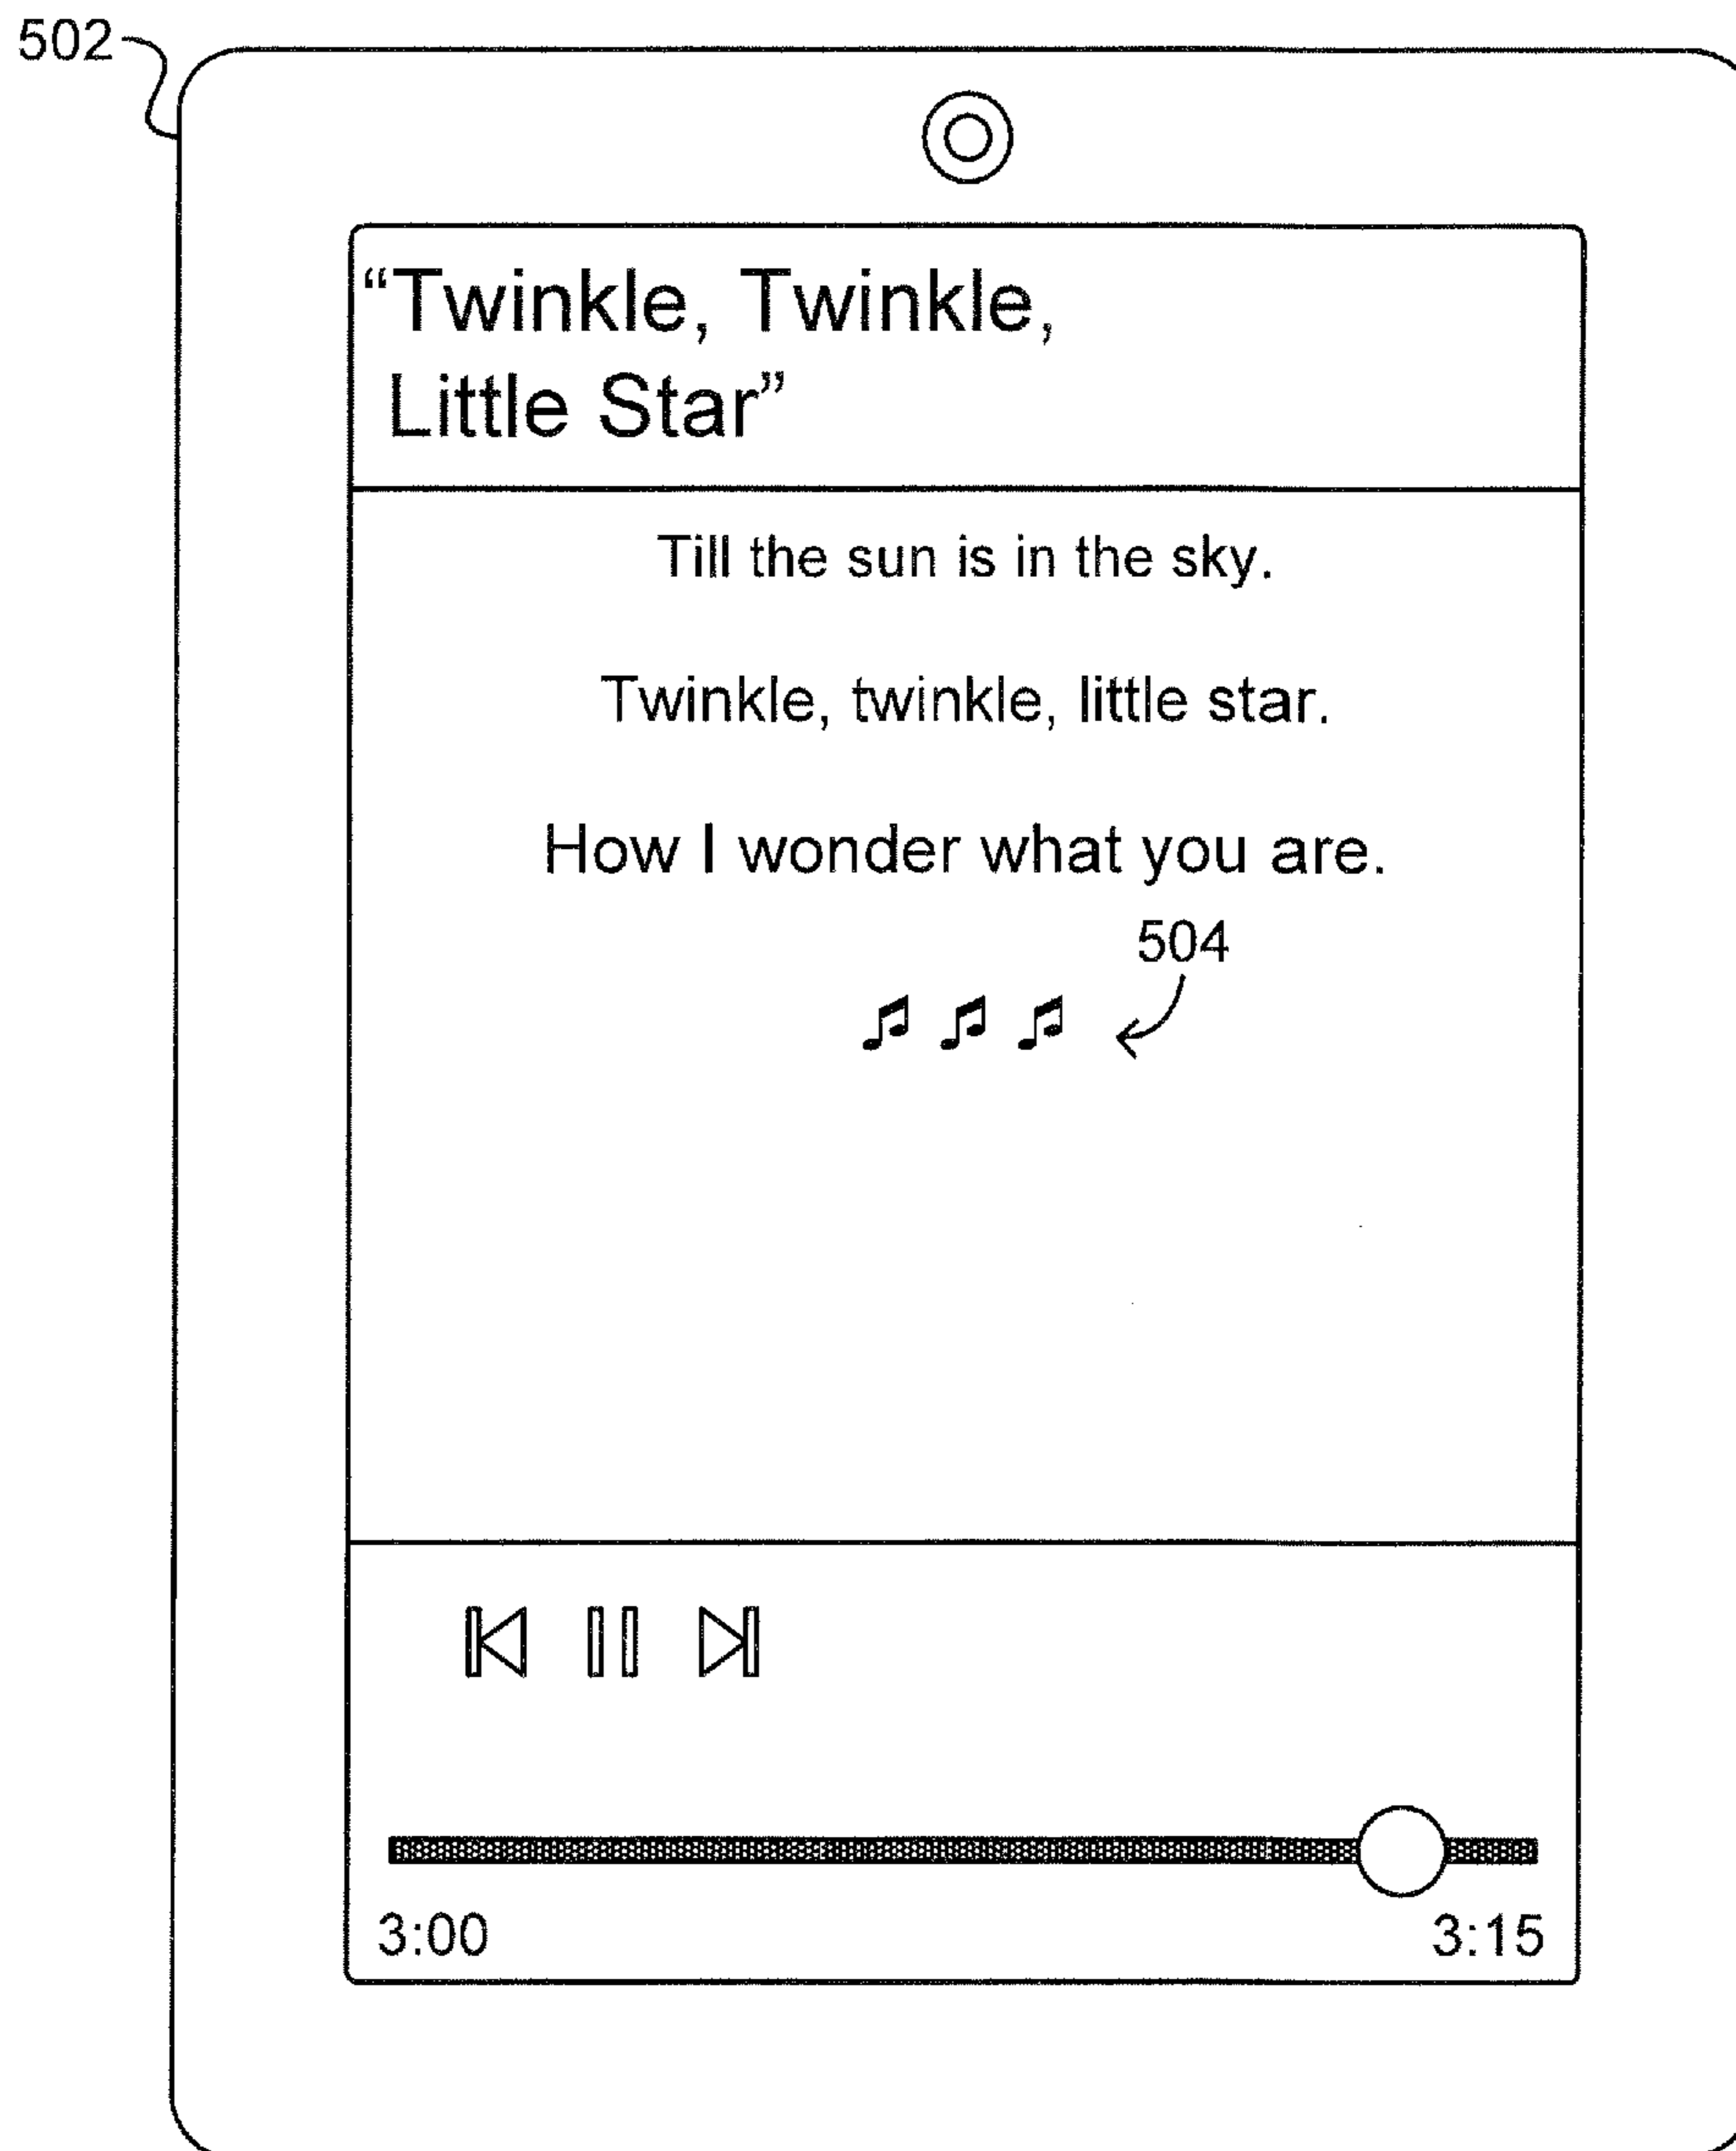 502
“Twinkle, Twinkle,
Little Star”
Till the sun is in the sky.
Twinkle, twinkle, little star.
How I wonder what you are.
504
♫ ♫ ♫
3:00 3:15